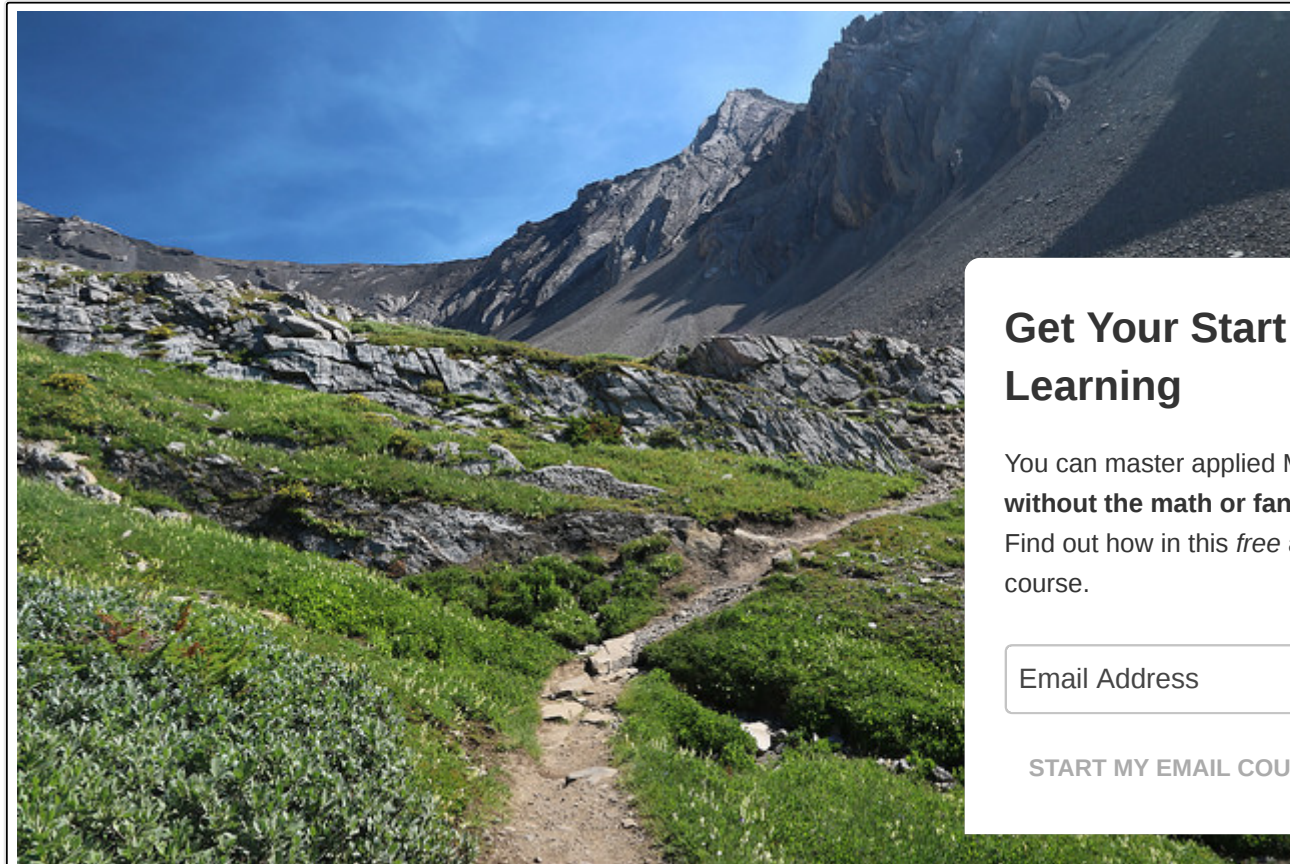 Get Your Start
Learning
You can master applied
without the math or
Find out how in this free
course.
Email Address
START MY EMAIL